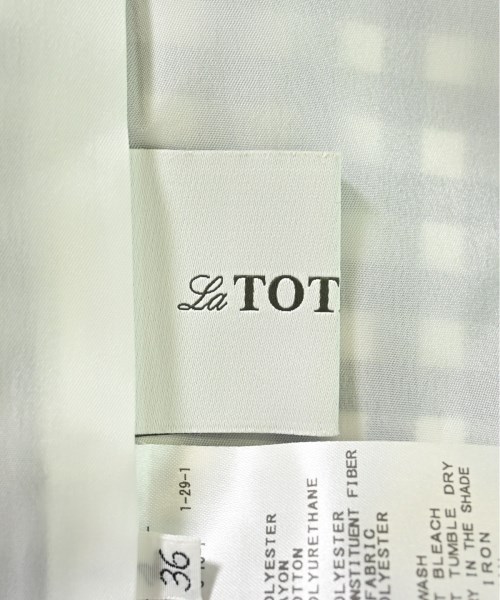 La TOT
1-29-1
36
OLYESTER
AYON
OTTON
OLYURETHANE
OLYESTER
NSTITUENT FIBER
FABRIC
OLYESTER
WASH
T BLEACH
T TUMBLE DRY
Y IN THE SHADE
IRON